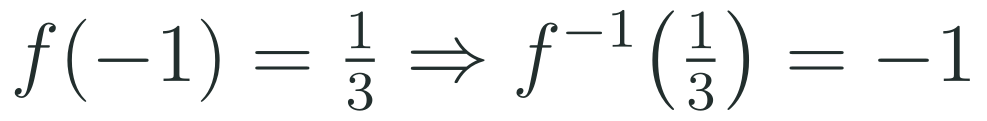 f(−1) = 1/3 ⇒ f⁻¹(1/3) = −1